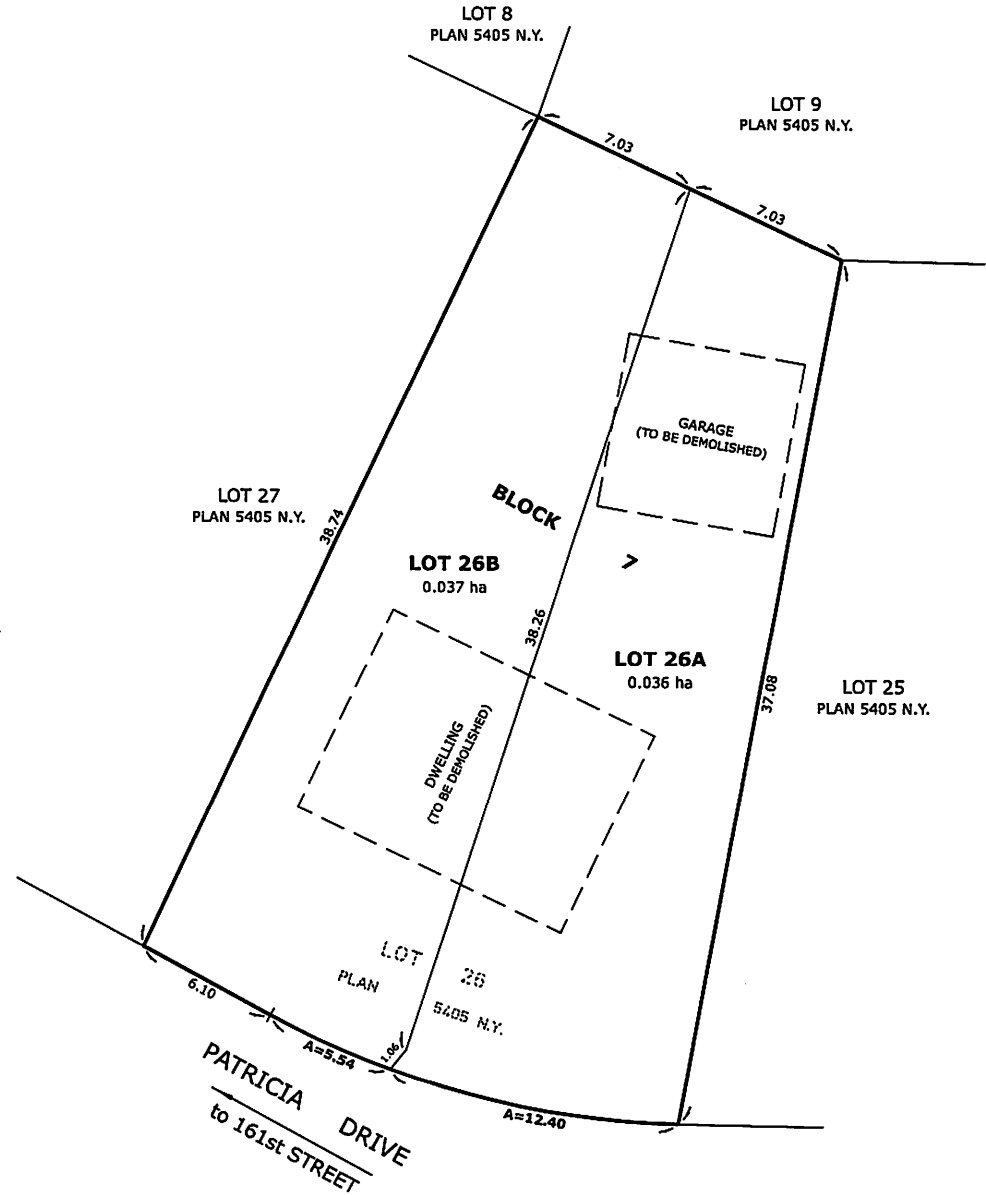 LOT 8
PLAN 5405 N.Y.
LOT 9
PLAN 5405 N.Y.
7.03
7.03
GARAGE
(TO BE DEMOLISHED)
LOT 27
PLAN 5405 N.Y.
38.74
BLOCK
7
LOT 26B
0.037 ha
38.26
LOT 26A
0.036 ha
37.08
LOT 25
PLAN 5405 N.Y.
DWELLING
(TO BE DEMOLISHED)
LOT 26
PLAN 5405 N.Y.
6.10
A=5.54
1.06
A=12.40
PATRICIA DRIVE
to 161st STREET